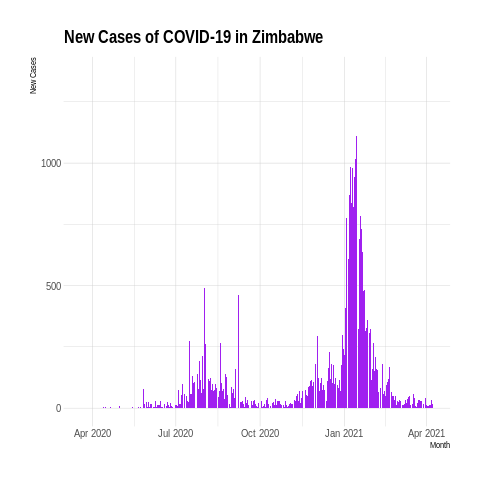 New Cases of COVID-19 in Zimbabwe
New Cases
1000
500
0
Apr 2020 Jul 2020 Oct 2020 Jan 2021 Apr 2021
Month